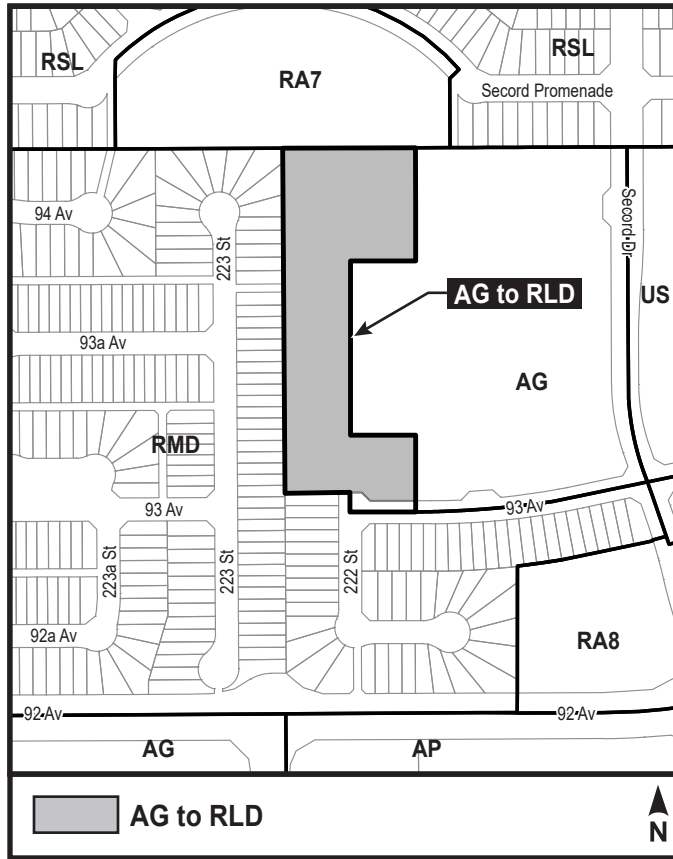 RSL
RSL
RA7
Secord Promenade
94 Av
223 St
Secord Dr
US
AG to RLD
93a Av
AG
RMD
93 Av
93 Av
223a St
223 St
222 St
92a Av
RA8
92 Av
92 Av
AG
AP
AG to RLD
N